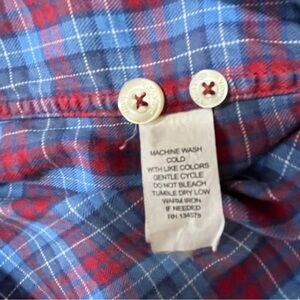 MACHINE WASH
COLD
WITH LIKE COLORS
GENTLE CYCLE
DO NOT BLEACH
TUMBLE DRY LOW
WARM IRON
IF NEEDED
RN 134579